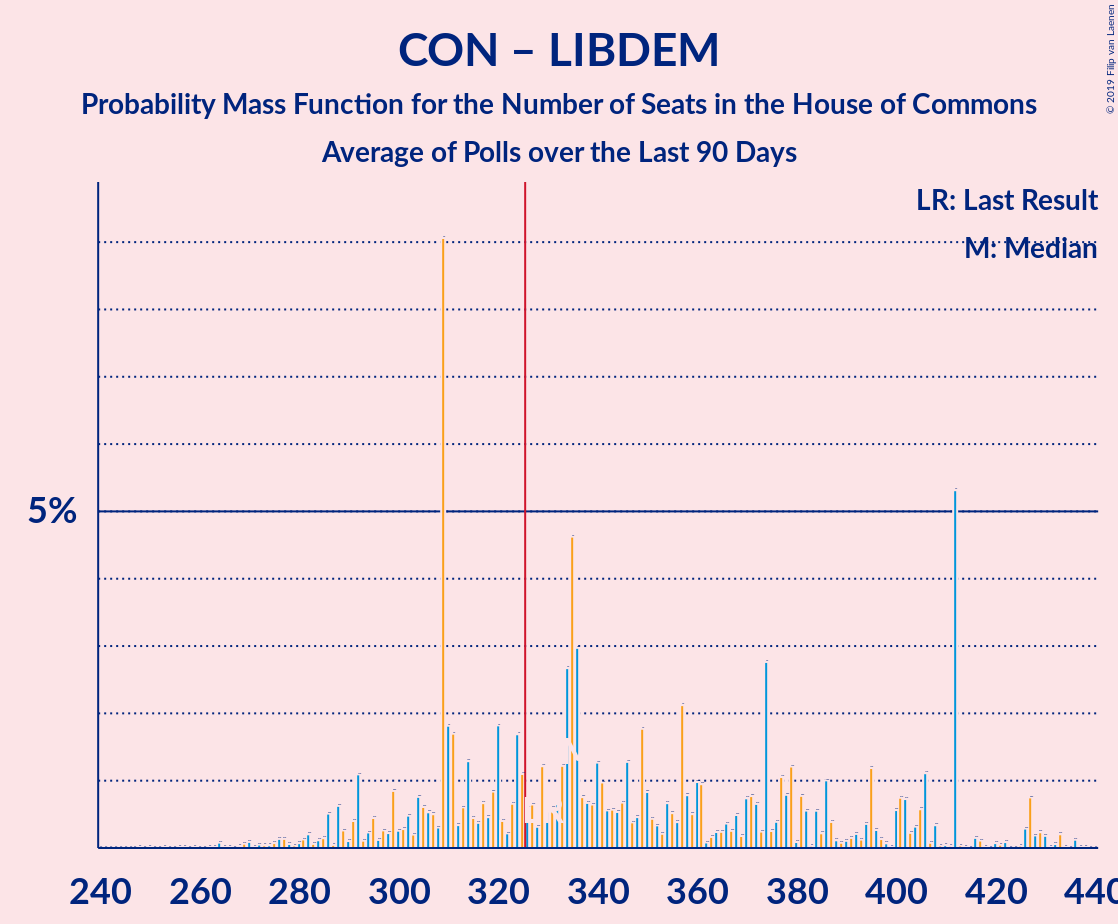 CON – LIBDEM
Probability Mass Function for the Number of Seats in the House of Commons
Average of Polls over the Last 90 Days
© 2019 Filip van Laenen
LR: Last Result
M: Median
5%
240 260 280 300 320 340 360 380 400 420 440